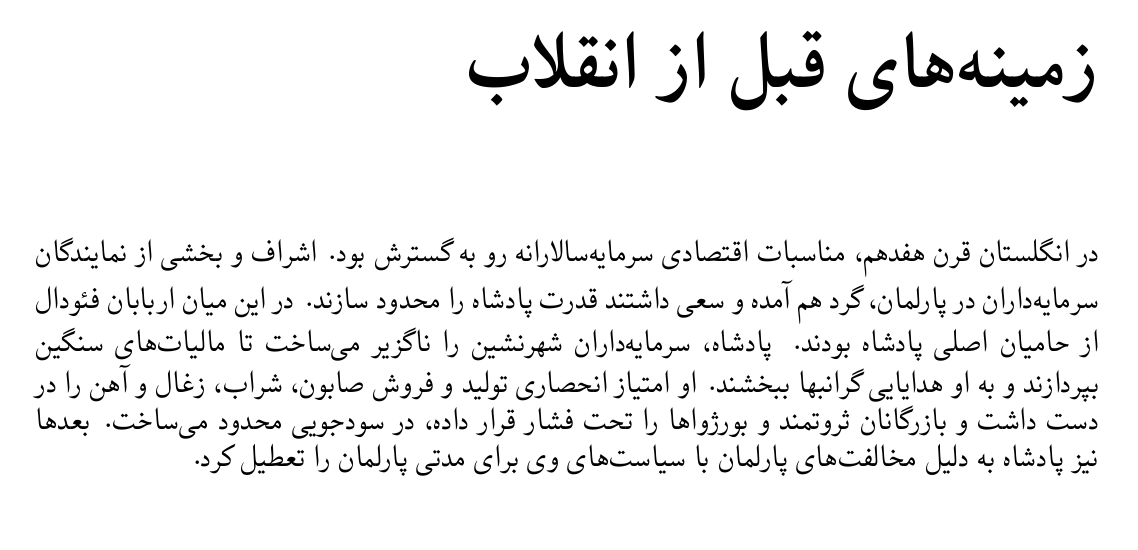 زمینه‌های قبل از انقلاب
در انگلستان قرن هفدهم، مناسبات اقتصادی سرمایه‌سالارانه رو به گسترش بود. اشراف و بخشی از نمایندگان
سرمایه‌داران در پارلمان، گرد هم آمده و سعی داشتند قدرت پادشاه را محدود سازند. در این میان اربابان فئودال
از حامیان اصلی پادشاه بودند. پادشاه، سرمایه‌داران شهرنشین را ناگزیر می‌ساخت تا مالیات‌های سنگین
بپردازند و به او هدایایی گرانبها ببخشند. او امتیاز انحصاری تولید و فروش صابون، شراب، زغال و آهن را در
دست داشت و بازرگانان ثروتمند و بورژواها را تحت فشار قرار داده، در سودجویی محدود می‌ساخت. بعدها
نیز پادشاه به دلیل مخالفت‌های پارلمان با سیاست‌های وی برای مدتی پارلمان را تعطیل کرد.